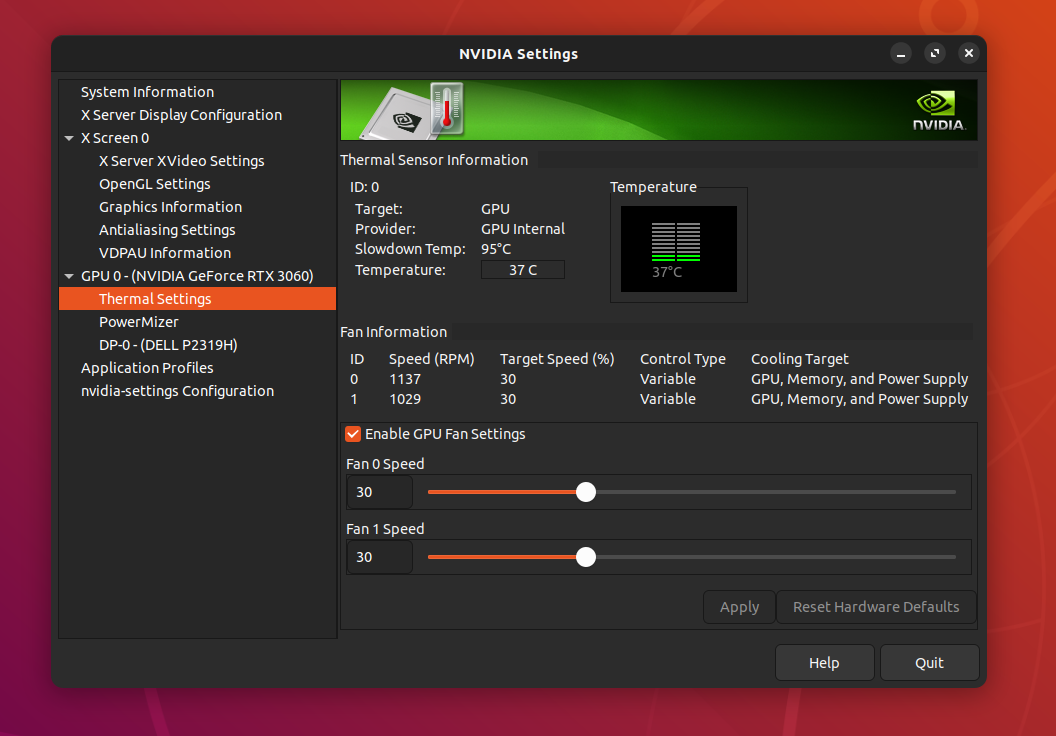 NVIDIA Settings
System Information
X Server Display Configuration
X Screen 0
X Server XVideo Settings
OpenGL Settings
Graphics Information
Antialiasing Settings
VDPAU Information
GPU 0 - (NVIDIA GeForce RTX 3060)
Thermal Settings
PowerMizer
DP-0 - (DELL P2319H)
Application Profiles
nvidia-settings Configuration
NVIDIA.
Thermal Sensor Information
ID: 0
Target: GPU
Provider: GPU Internal
Slowdown Temp: 95°C
Temperature: 37 C
Temperature
37°C
Fan Information
ID Speed (RPM) Target Speed (%) Control Type Cooling Target
0 1137 30 Variable GPU, Memory, and Power Supply
1 1029 30 Variable GPU, Memory, and Power Supply
Enable GPU Fan Settings
Fan 0 Speed
30
Fan 1 Speed
30
Apply Reset Hardware Defaults
Help Quit